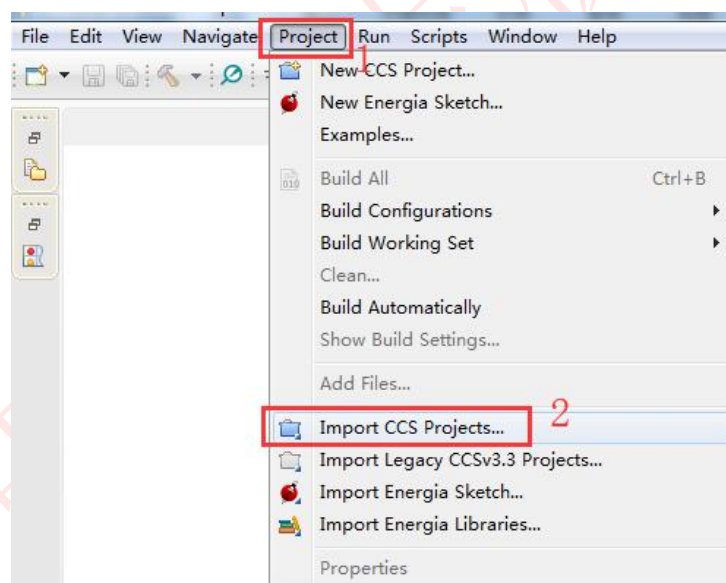 File Edit View Navigate Project Run Scripts Window Help
1
New CCS Project...
New Energia Sketch...
Examples...
Build All Ctrl+B
Build Configurations
Build Working Set
Clean...
Build Automatically
Show Build Settings...
Add Files...
Import CCS Projects... 2
Import Legacy CCSv3.3 Projects...
Import Energia Sketch...
Import Energia Libraries...
Properties